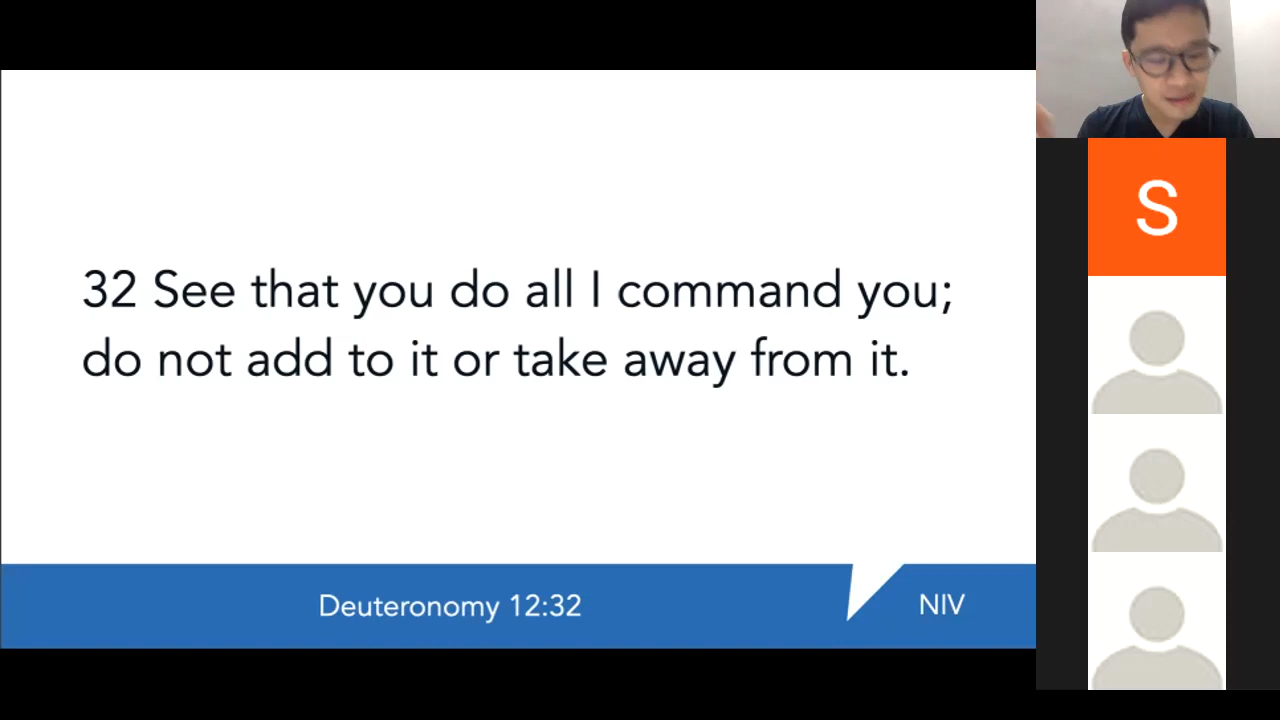 32 See that you do all I command you;
do not add to it or take away from it.
Deuteronomy 12:32
NIV
S